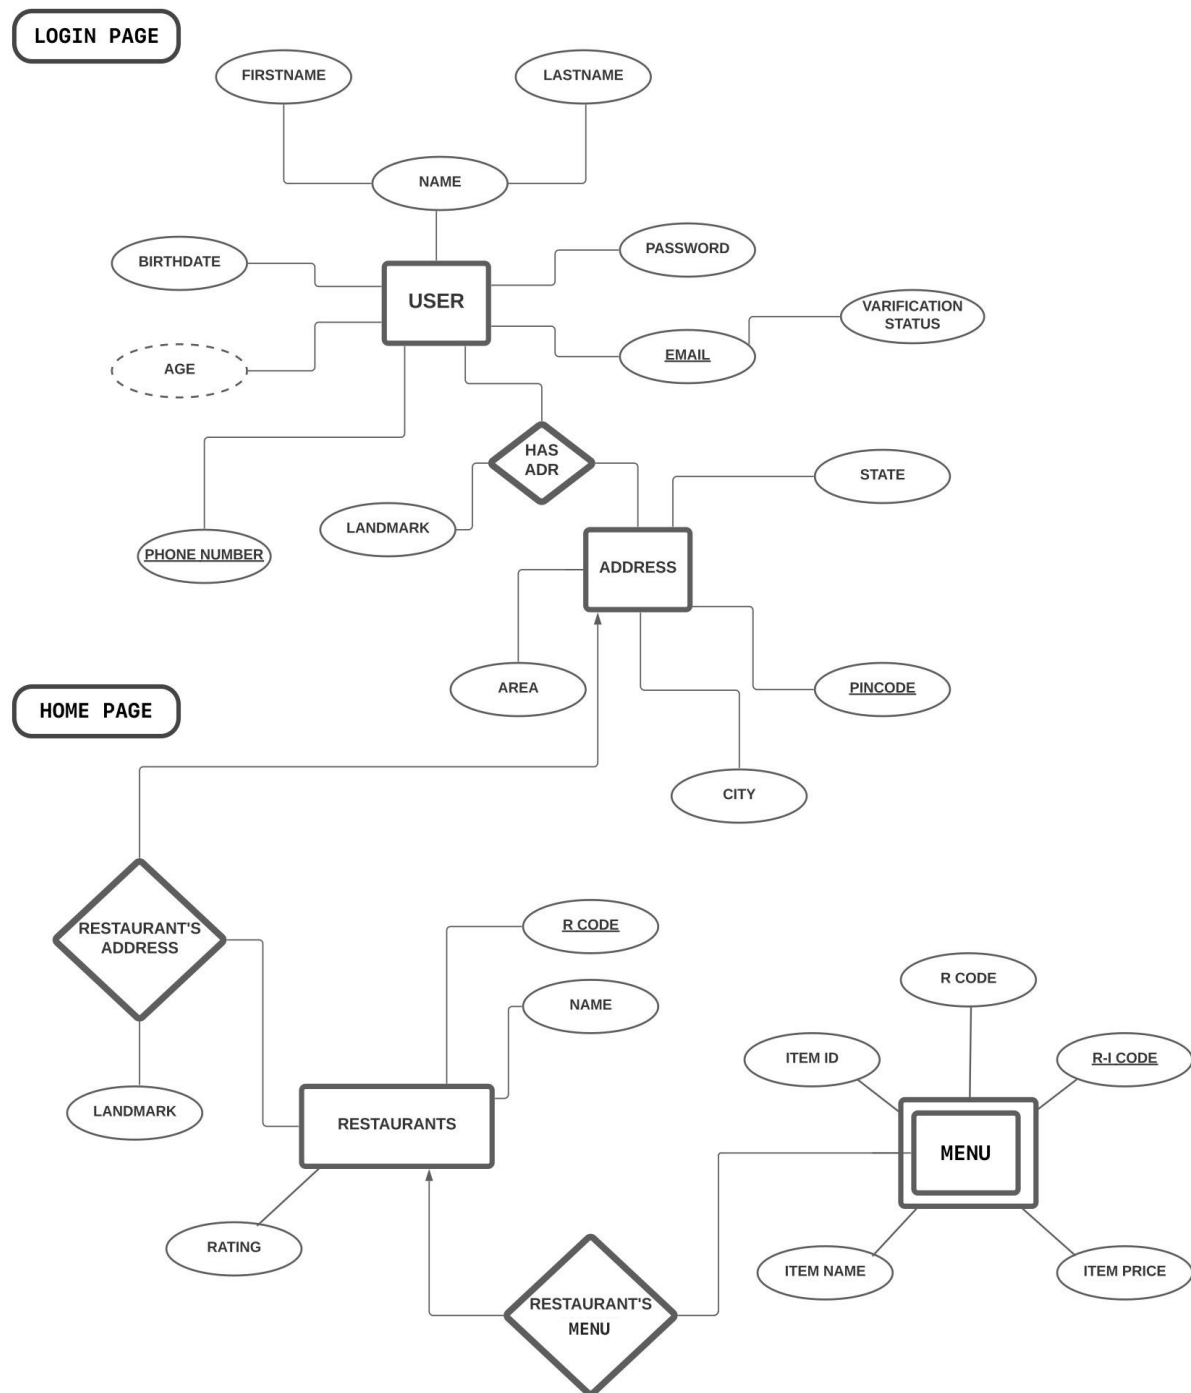 LOGIN PAGE
FIRSTNAME
LASTNAME
NAME
BIRTHDATE
PASSWORD
USER
VARIFICATION
STATUS
AGE
EMAIL
HAS
ADR
STATE
LANDMARK
PHONE NUMBER
ADDRESS
AREA
PINCODE
HOME PAGE
CITY
RESTAURANT'S
ADDRESS
R CODE
NAME
R CODE
ITEM ID
R-I CODE
LANDMARK
RESTAURANTS
MENU
RATING
ITEM NAME
ITEM PRICE
RESTAURANT'S
MENU